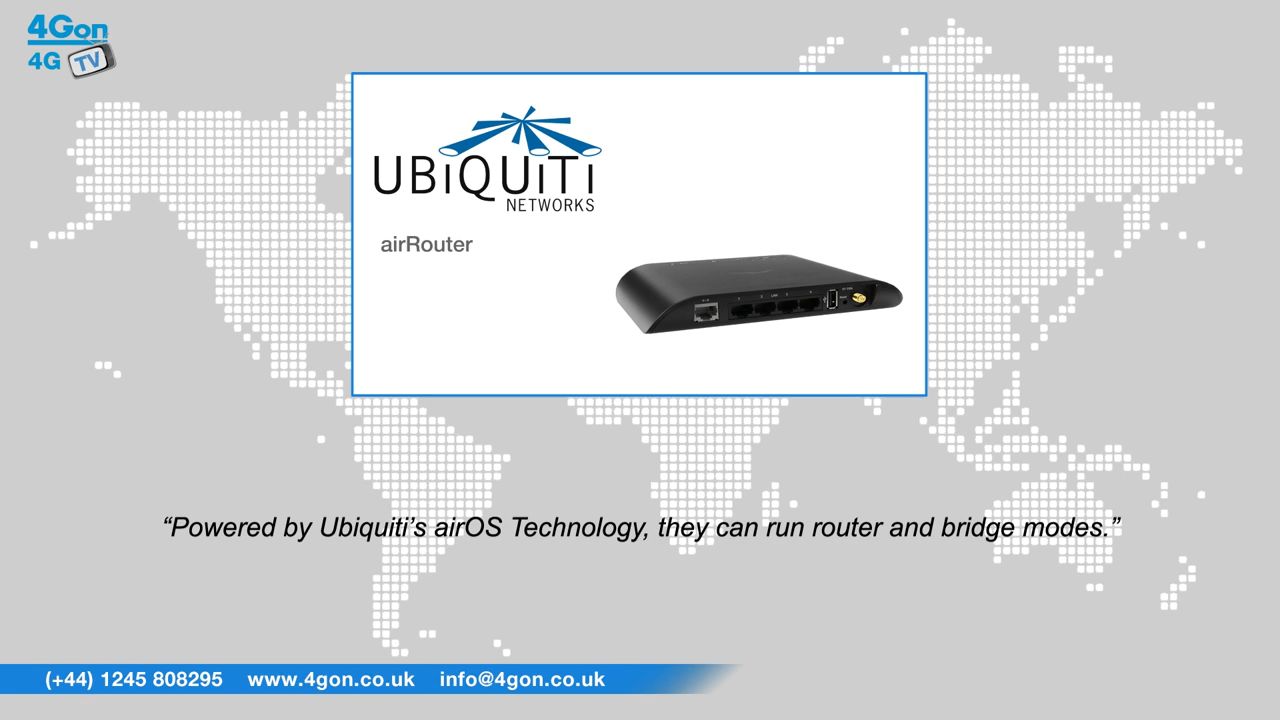 4Gon
4G TV
UBiQUiTi
NETWORKS
airRouter
“Powered by Ubiquiti’s airOS Technology, they can run router and bridge modes.”
(+44) 1245 808295 www.4gon.co.uk info@4gon.co.uk